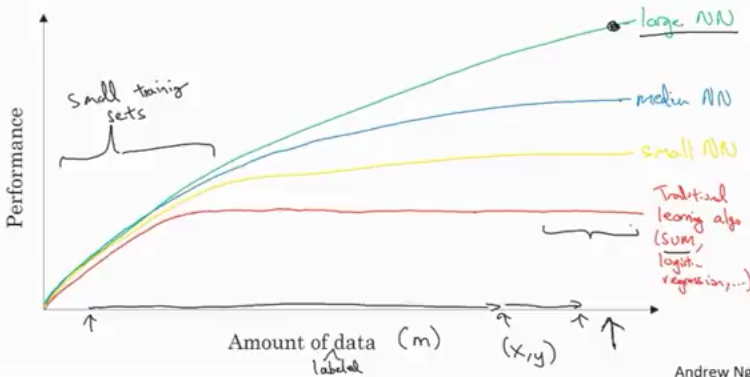 large NN
small training
sets
medium NN
small NN
Performance
Traditional
learning algo
(SVM,
logistic
regression,...)
Amount of data (m)
labeled
(x,y)
Andrew Ng